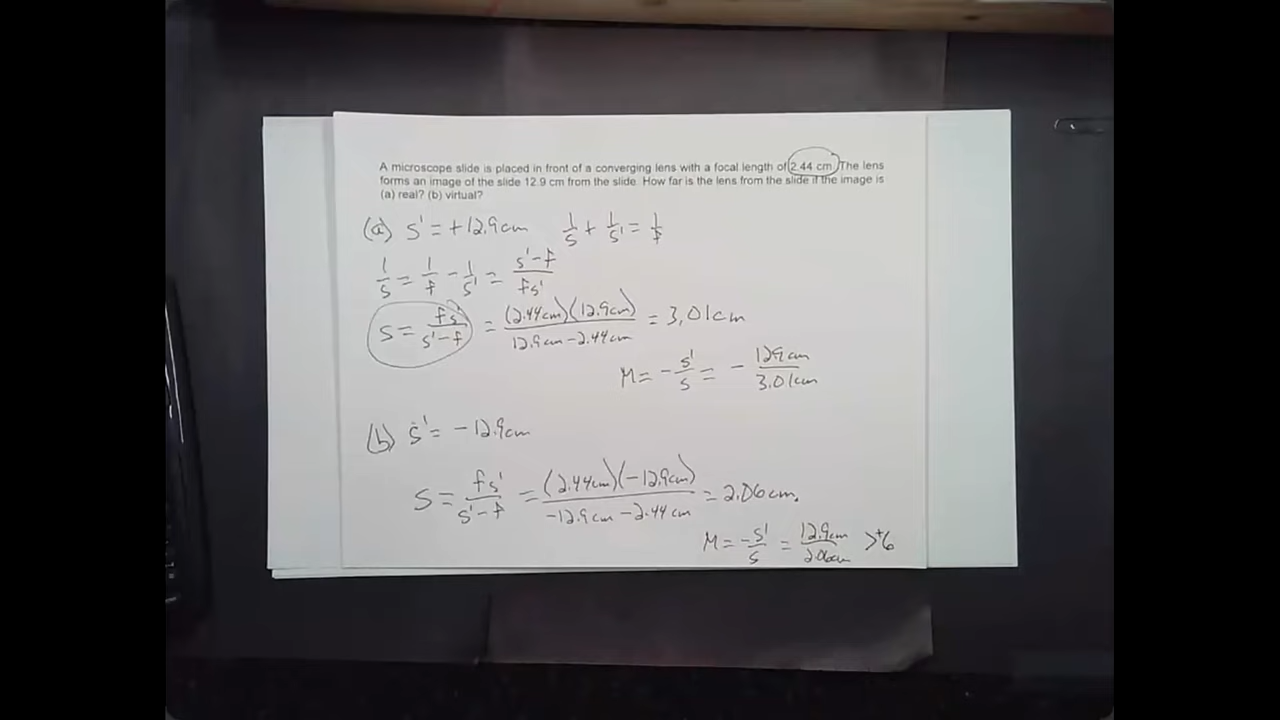 A microscope slide is placed in front of a converging lens with a focal length of 2.44 cm. The lens
forms an image of the slide 12.9 cm from the slide. How far is the lens from the slide if the image is
(a) real? (b) virtual?
(a) s' = +12.9cm 1/s + 1/s' = 1/f
1/s = 1/f - 1/s' = (s'-f)/(fs')
s = fs'/(s'-f) = (2.44cm)(12.9cm)/(12.9cm-2.44cm) = 3.01cm
M = -s'/s = - 12.9cm/3.01cm
(b) s' = -12.9cm
s = fs'/(s'-f) = (2.44cm)(-12.9cm)/(-12.9cm-2.44cm) = 2.06cm.
M = -s'/s = 12.9cm/2.06cm > +6